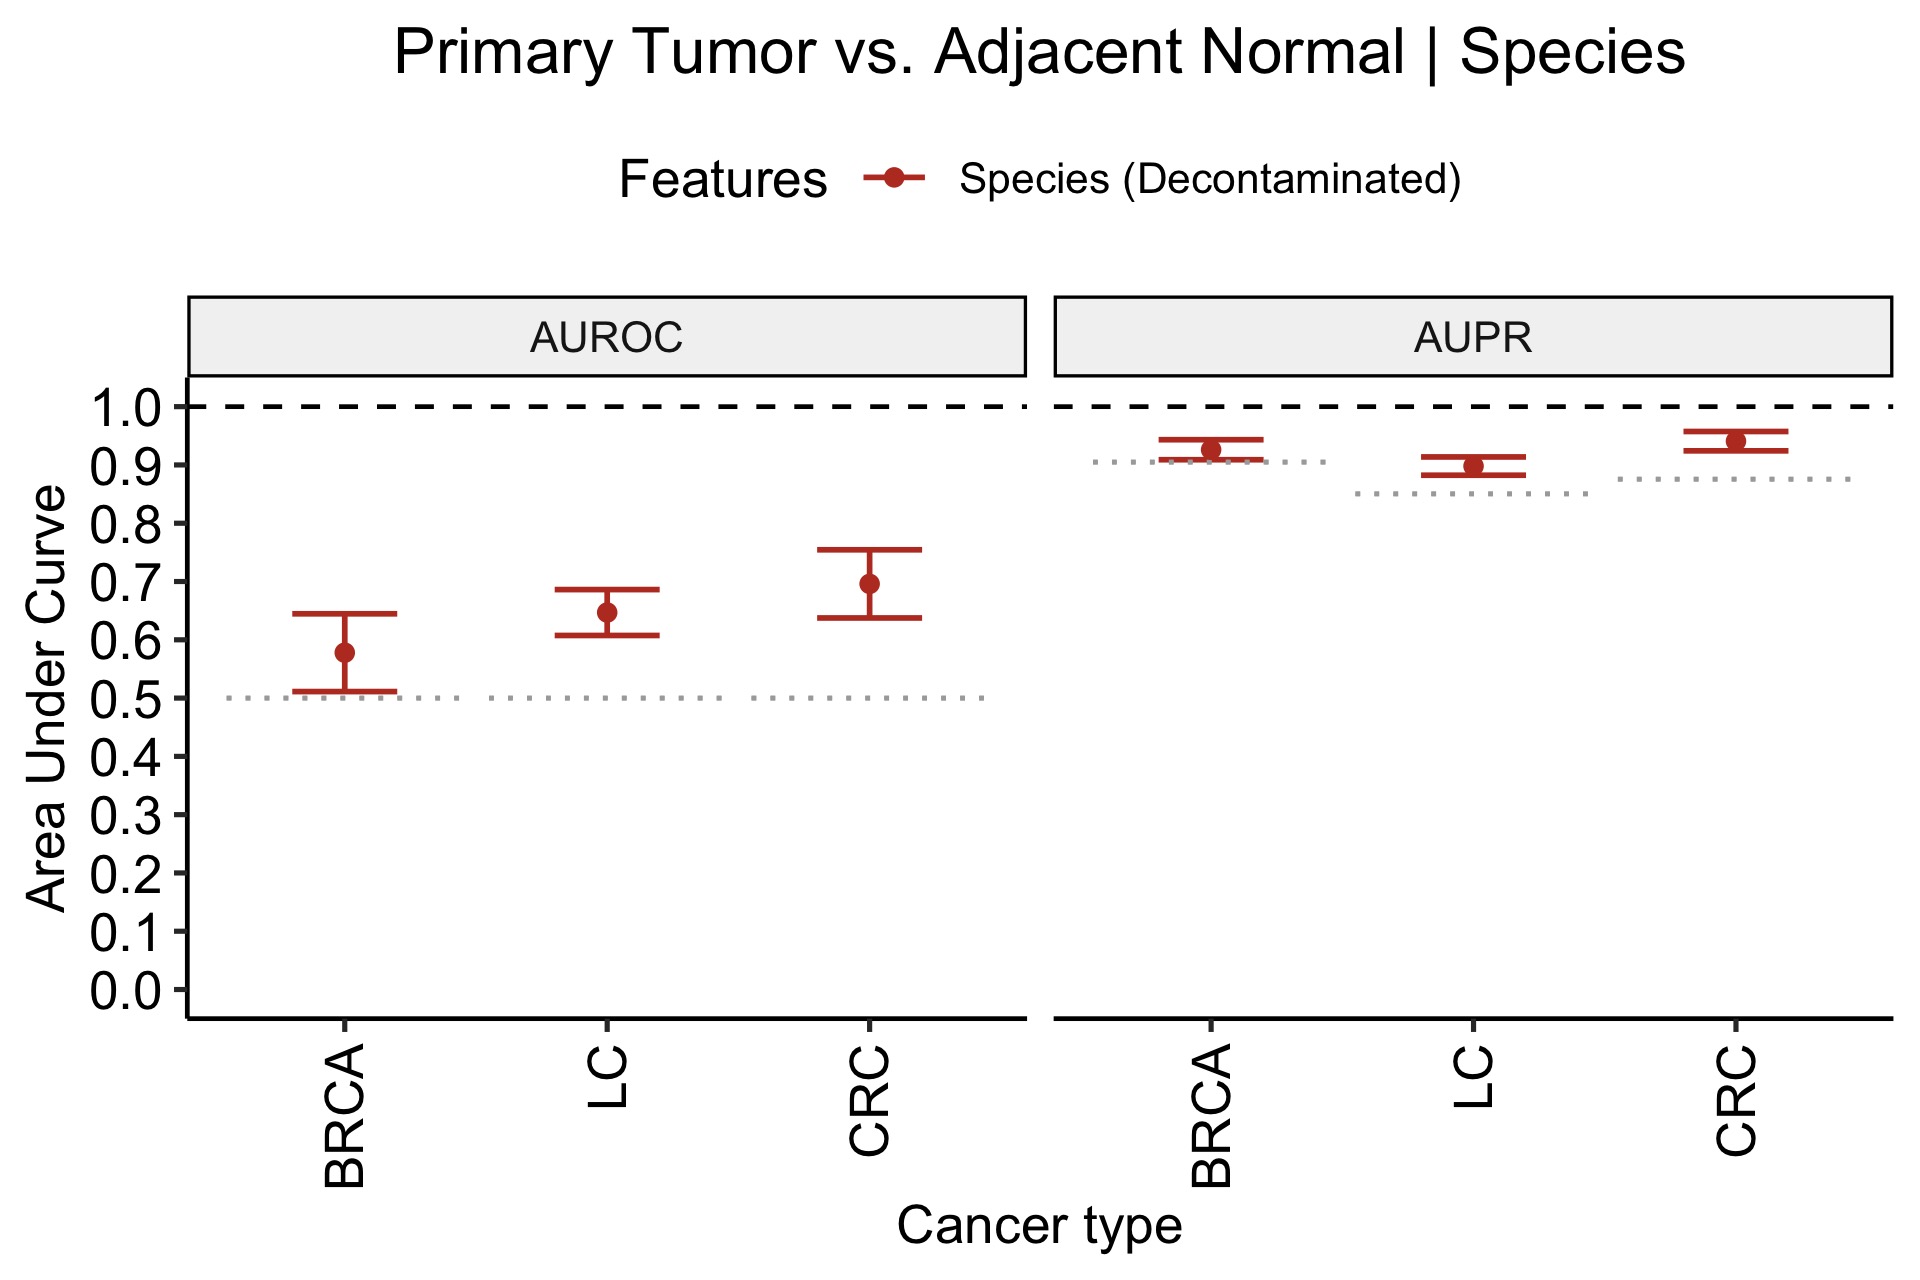 Primary Tumor vs. Adjacent Normal | Species
Features Species (Decontaminated)
AUROC AUPR
Area Under Curve
1.0
0.9
0.8
0.7
0.6
0.5
0.4
0.3
0.2
0.1
0.0
BRCA LC CRC BRCA LC CRC
Cancer type